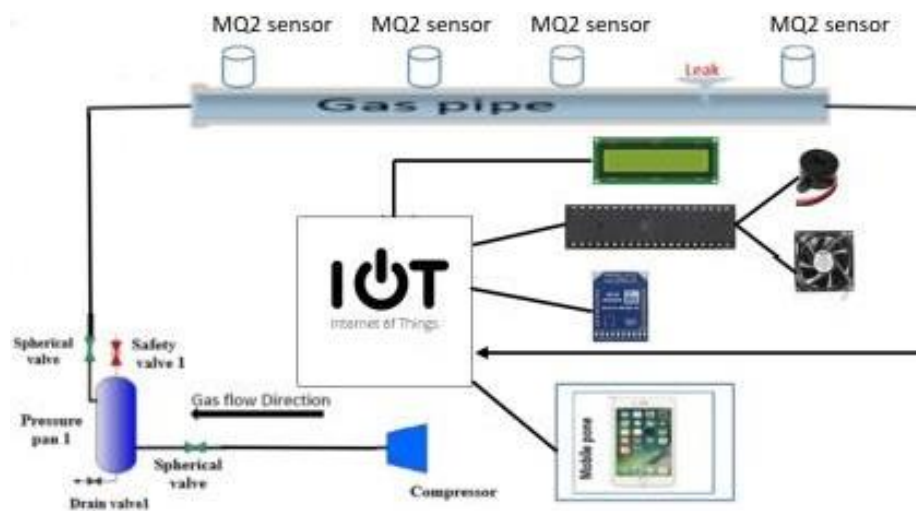 MQ2 sensor
MQ2 sensor
MQ2 sensor
MQ2 sensor
Leak
Gas pipe
IOT
Internet of Things
Spherical
valve
Safety
valve 1
Gas flow Direction
Pressure
pan 1
Spherical
valve
Drain valve1
Compressor
Mobile pone